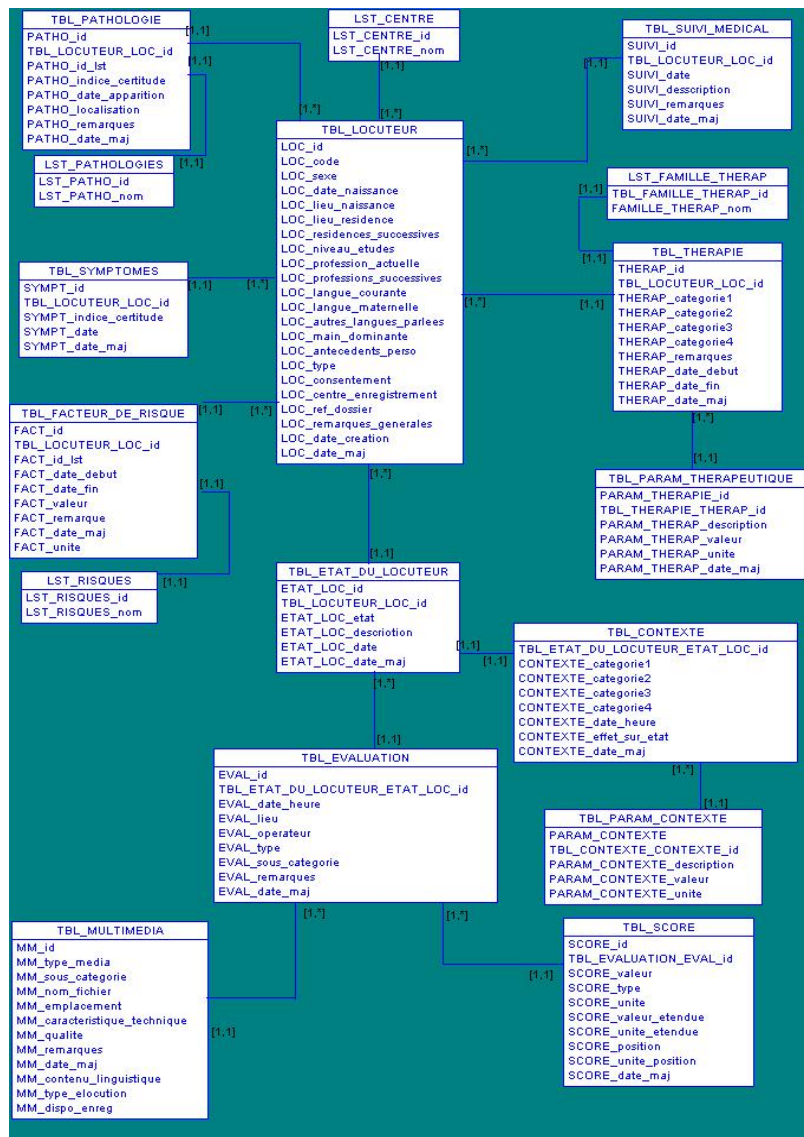 TBL_PATHOLOGIE
PATHO_id
TBL_LOCUTEUR_LOC_id
PATHO_id_lst
PATHO_indice_certitude
PATHO_date_apparition
PATHO_localisation
PATHO_remarques
PATHO_date_maj
[1,1]
[1,1]
[1,*]
LST_CENTRE
LST_CENTRE_id
LST_CENTRE_nom
[1,1]
[1,*]
TBL_SUIVI_MEDICAL
SUIVI_id
TBL_LOCUTEUR_LOC_id
SUIVI_date
SUIVI_desscription
SUIVI_remarques
SUIVI_date_maj
[1,1]
[1,*]
LST_PATHOLOGIES
LST_PATHO_id
LST_PATHO_nom
[1,1]
TBL_LOCUTEUR
LOC_id
LOC_code
LOC_sexe
LOC_date_naissance
LOC_lieu_naissance
LOC_lieu_residence
LOC_residences_successives
LOC_niveau_etudes
LOC_profession_actuelle
LOC_professions_successives
LOC_langue_courante
LOC_langue_maternelle
LOC_autres_langues_parlees
LOC_main_dominante
LOC_antecedents_perso
LOC_type
LOC_consentement
LOC_centre_enregistrement
LOC_ref_dossier
LOC_remarques_generales
LOC_date_creation
LOC_date_maj
LST_FAMILLE_THERAP
TBL_FAMILLE_THERAP_id
FAMILLE_THERAP_nom
[1,1]
[1,1]
TBL_SYMPTOMES
SYMPT_id
TBL_LOCUTEUR_LOC_id
SYMPT_indice_certitude
SYMPT_date
SYMPT_date_maj
[1,1]
[1,*]
TBL_THERAPIE
THERAP_id
TBL_LOCUTEUR_LOC_id
THERAP_categorie1
THERAP_categorie2
THERAP_categorie3
THERAP_categorie4
THERAP_remarques
THERAP_date_debut
THERAP_date_fin
THERAP_date_maj
[1,*]
[1,1]
[1,*]
[1,1]
TBL_FACTEUR_DE_RISQUE
FACT_id
TBL_LOCUTEUR_LOC_id
FACT_id_lst
FACT_date_debut
FACT_date_fin
FACT_valeur
FACT_remarque
FACT_date_maj
FACT_unite
[1,1]
[1,*]
[1,1]
TBL_PARAM_THERAPEUTIQUE
PARAM_THERAPIE_id
TBL_THERAPIE_THERAP_id
PARAM_THERAP_description
PARAM_THERAP_valeur
PARAM_THERAP_unite
PARAM_THERAP_date_maj
LST_RISQUES
LST_RISQUES_id
LST_RISQUES_nom
[1,1]
[1,*]
[1,1]
TBL_ETAT_DU_LOCUTEUR
ETAT_LOC_id
TBL_LOCUTEUR_LOC_id
ETAT_LOC_etat
ETAT_LOC_descriotion
ETAT_LOC_date
ETAT_LOC_date_maj
[1,1]
[1,1]
TBL_CONTEXTE
TBL_ETAT_DU_LOCUTEUR_ETAT_LOC_id
CONTEXTE_categorie1
CONTEXTE_categorie2
CONTEXTE_categorie3
CONTEXTE_categorie4
CONTEXTE_date_heure
CONTEXTE_effet_sur_etat
CONTEXTE_date_maj
[1,*]
[1,1]
TBL_EVALUATION
EVAL_id
TBL_ETAT_DU_LOCUTEUR_ETAT_LOC_id
EVAL_date_heure
EVAL_lieu
EVAL_operateur
EVAL_type
EVAL_sous_categorie
EVAL_remarques
EVAL_date_maj
[1,*]
[1,1]
TBL_PARAM_CONTEXTE
PARAM_CONTEXTE
TBL_CONTEXTE_CONTEXTE_id
PARAM_CONTEXTE_description
PARAM_CONTEXTE_valeur
PARAM_CONTEXTE_unite
[1,*]
[1,*]
TBL_MULTIMEDIA
MM_id
MM_type_media
MM_sous_categorie
MM_nom_fichier
MM_emplacement
MM_caracteristique_technique
MM_qualite
MM_remarques
MM_date_maj
MM_contenu_linguistique
MM_type_elocution
MM_dispo_enreg
[1,1]
TBL_SCORE
SCORE_id
TBL_EVALUATION_EVAL_id
SCORE_valeur
SCORE_type
SCORE_unite
SCORE_valeur_etendue
SCORE_unite_etendue
SCORE_position
SCORE_unite_position
SCORE_date_maj
[1,1]